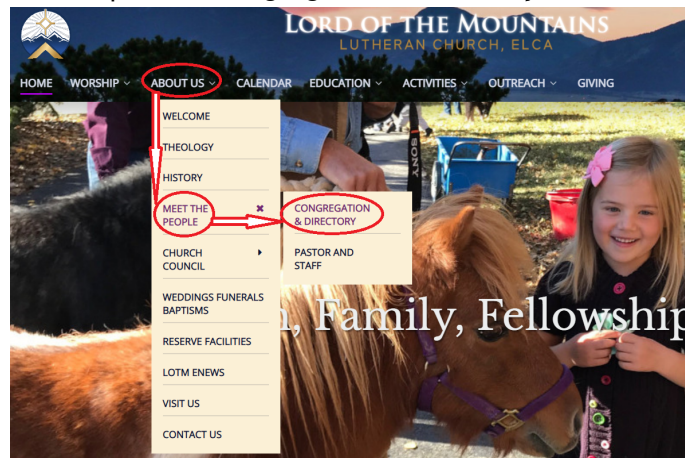 LORD OF THE MOUNTAINS
LUTHERAN CHURCH, ELCA
HOME WORSHIP ABOUT US CALENDAR EDUCATION ACTIVITIES OUTREACH GIVING
WELCOME
THEOLOGY
HISTORY
MEET THE
PEOPLE
CONGREGATION
& DIRECTORY
CHURCH
COUNCIL
PASTOR AND
STAFF
WEDDINGS FUNERALS
BAPTISMS
RESERVE FACILITIES
LOTM ENEWS
VISIT US
CONTACT US
, Family, Fellowship
SONY